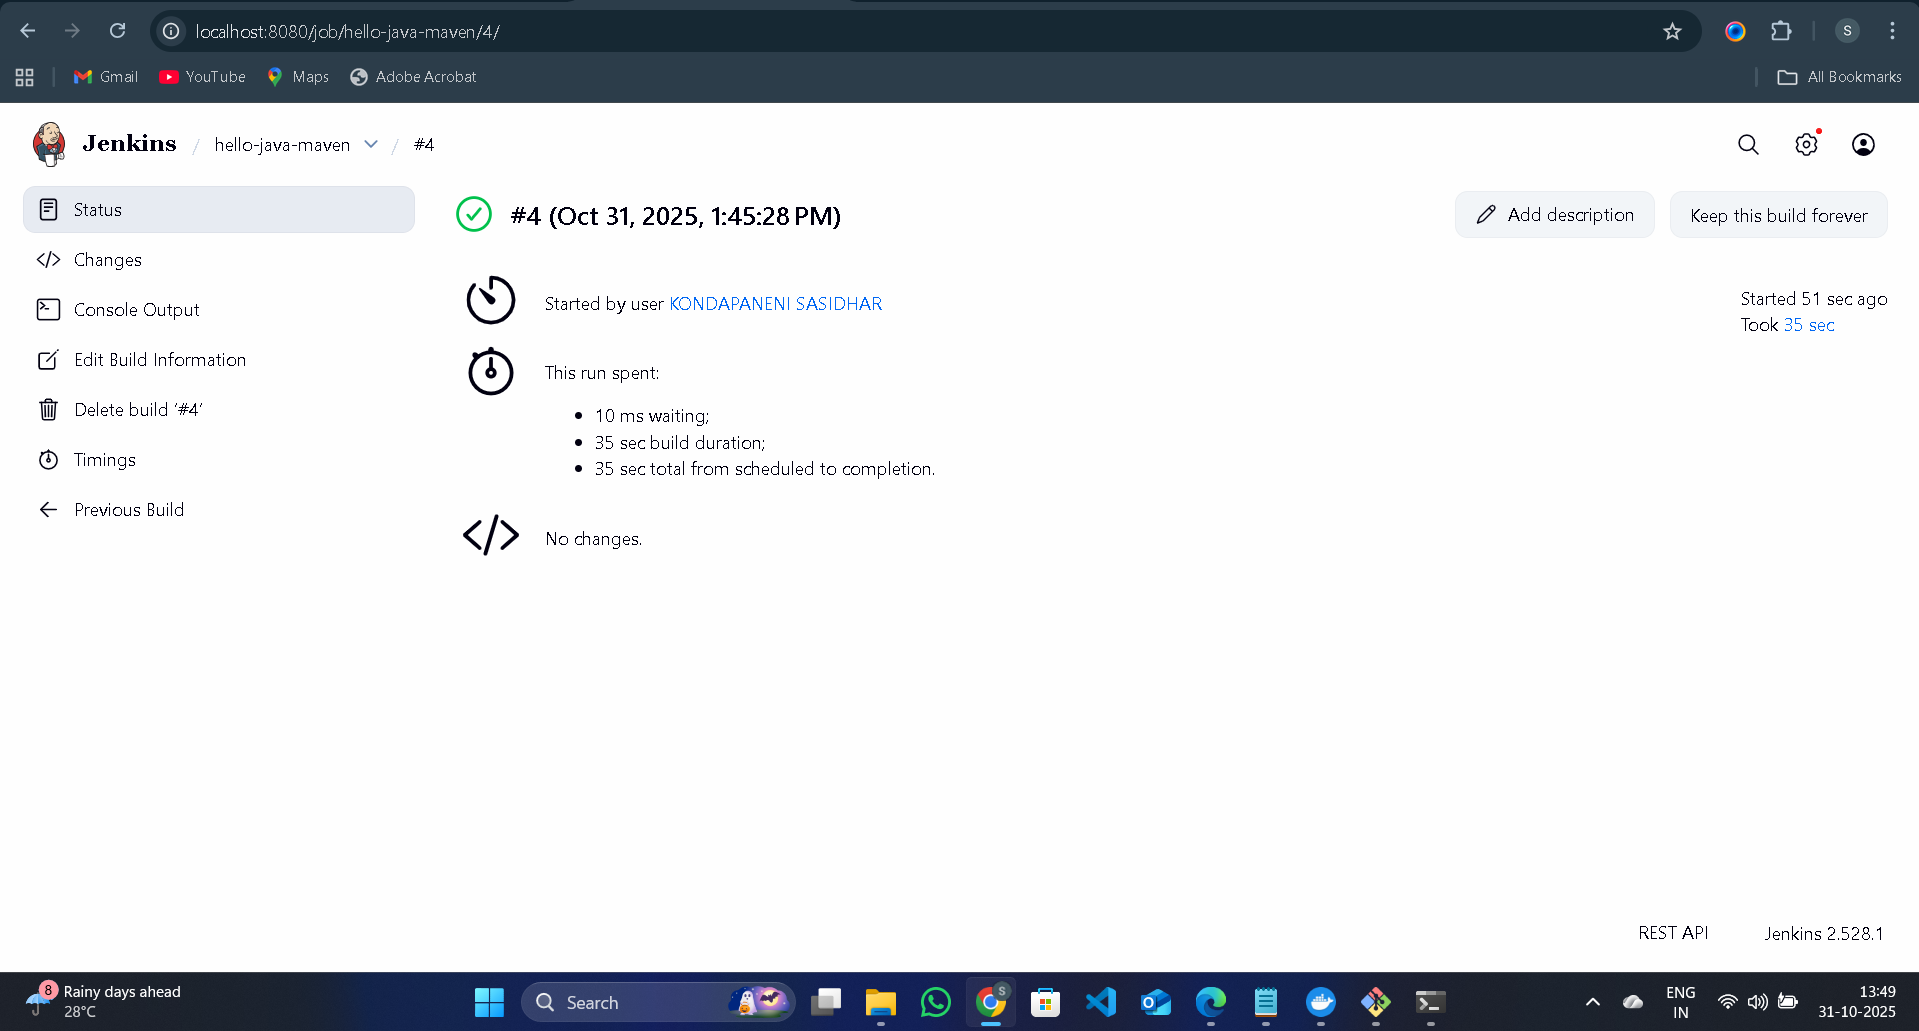 localhost:8080/job/hello-java-maven/4/
S
Gmail YouTube Maps Adobe Acrobat All Bookmarks
Jenkins / hello-java-maven / #4
Status
Changes
Console Output
Edit Build Information
Delete build ‘#4’
Timings
Previous Build
#4 (Oct 31, 2025, 1:45:28 PM)
Add description
Keep this build forever
Started by user KONDAPANENI SASIDHAR
Started 51 sec ago
Took 35 sec
This run spent:
• 10 ms waiting;
• 35 sec build duration;
• 35 sec total from scheduled to completion.
No changes.
REST API Jenkins 2.528.1
8
Rainy days ahead
28°C
Search
S
ENG
IN
13:49
31-10-2025